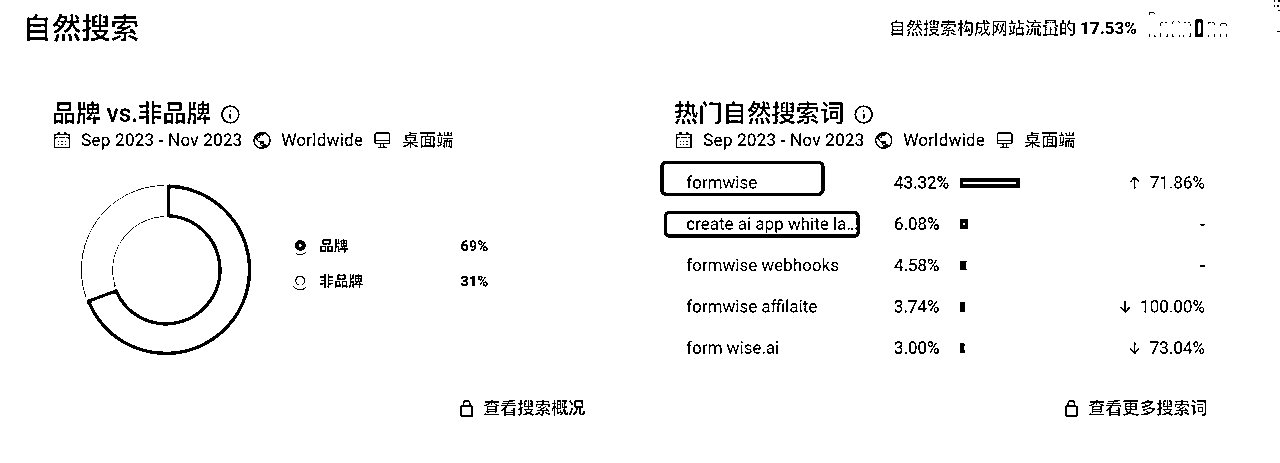 自然搜索
自然搜索构成网站流量的 17.53%
品牌 vs.非品牌
Sep 2023 - Nov 2023 Worldwide 桌面端
品牌 69%
非品牌 31%
查看搜索概况
热门自然搜索词
Sep 2023 - Nov 2023 Worldwide 桌面端
formwise 43.32% ↑ 71.86%
create ai app white la... 6.08% -
formwise webhooks 4.58% -
formwise affilaite 3.74% ↓ 100.00%
form wise.ai 3.00% ↓ 73.04%
查看更多搜索词